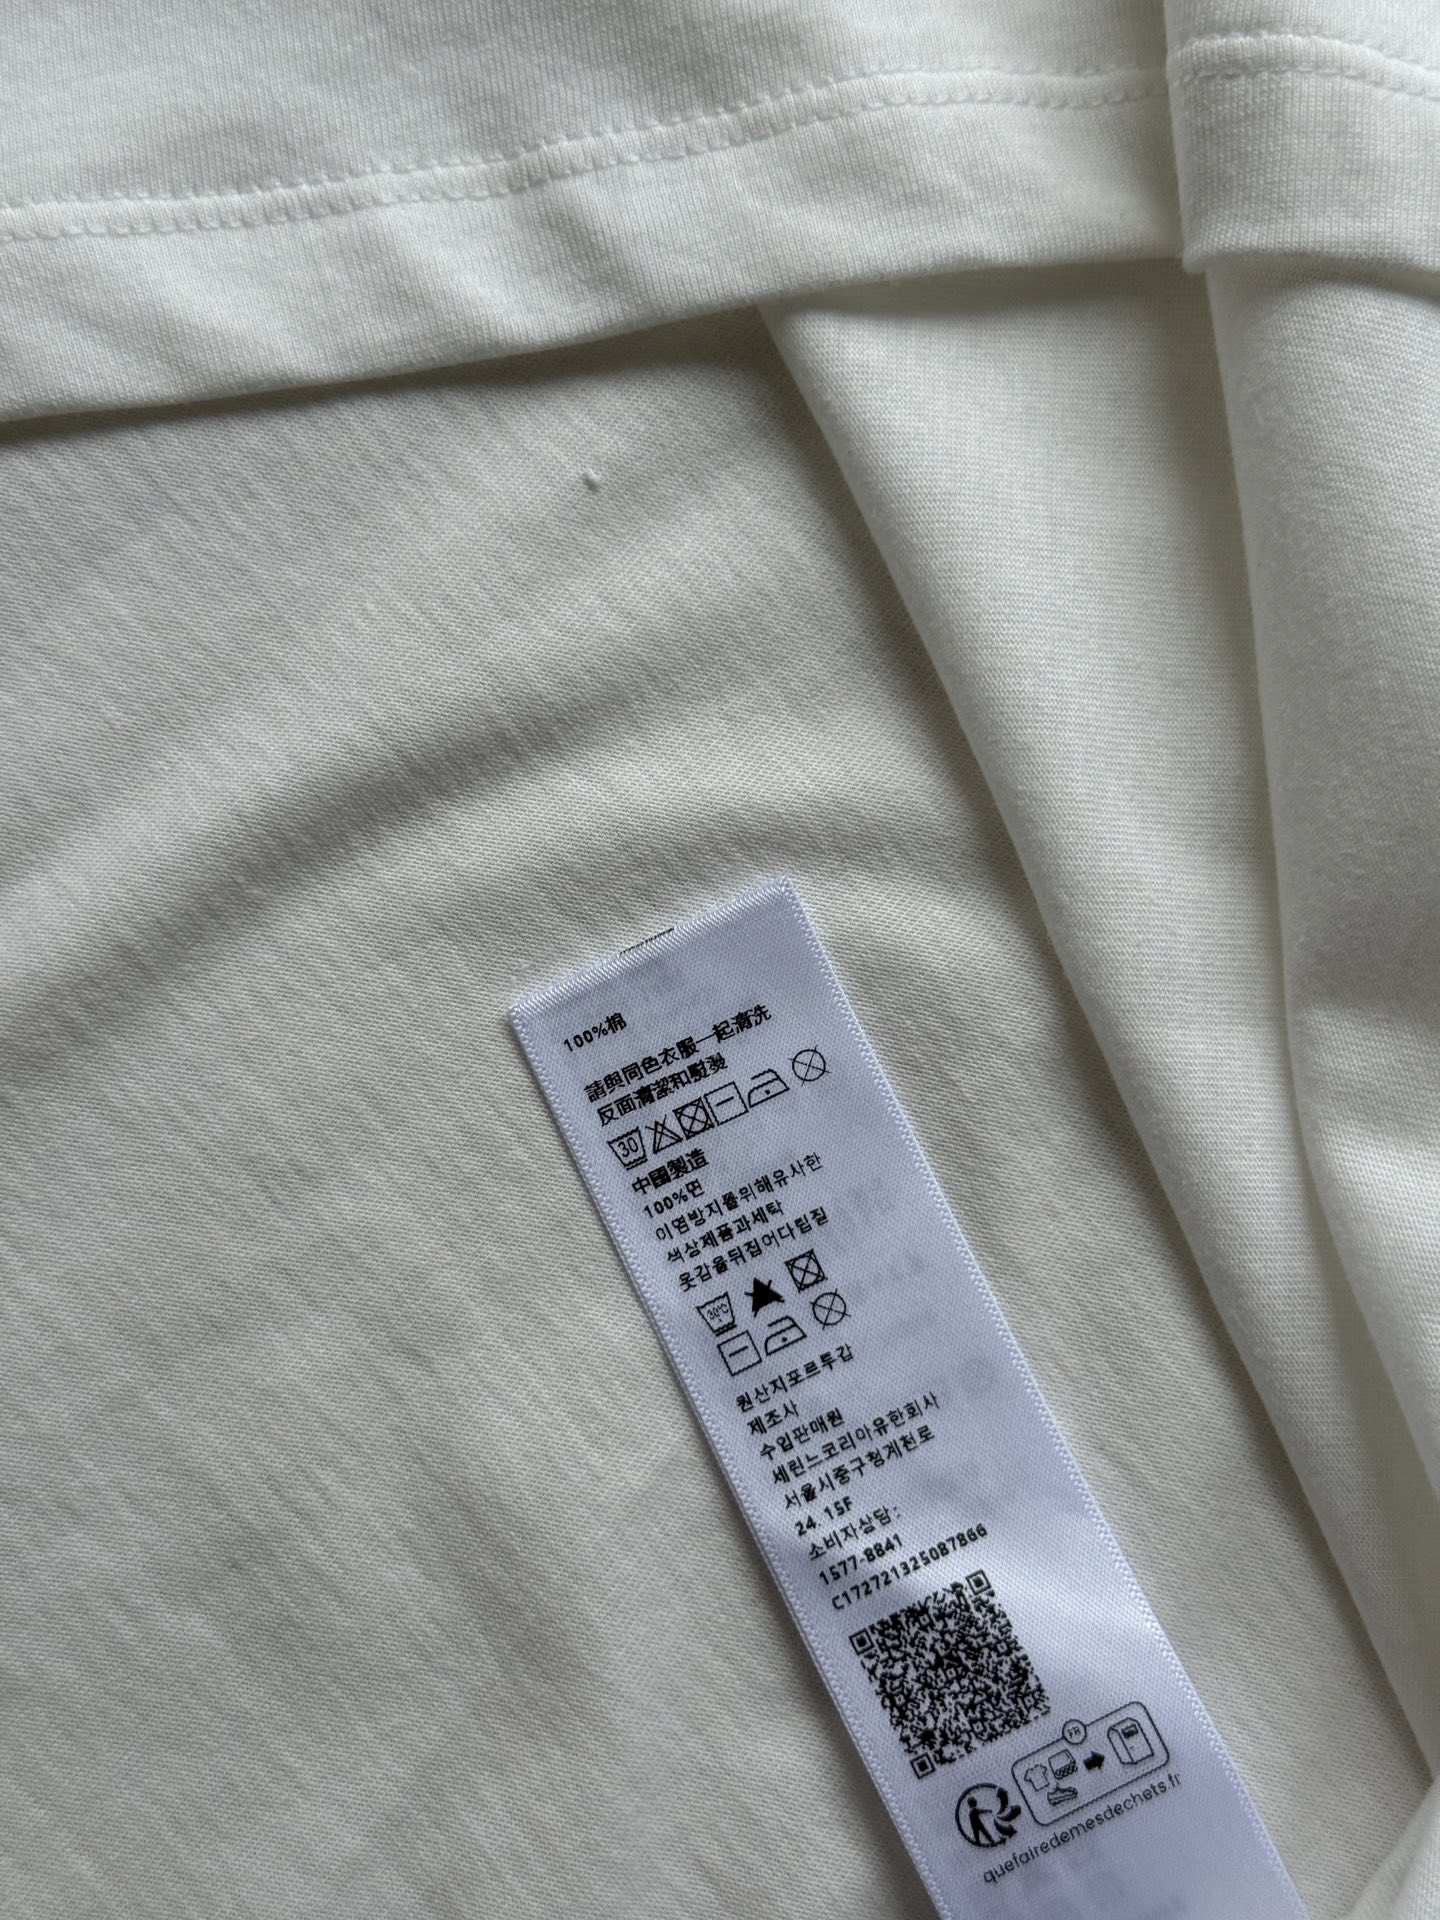 100%棉
請與同色衣服一起清洗
反面清潔和熨燙
30
中國製造
100%면
이염방지를위해유사한
색상제품과세탁
옷감을뒤집어다림질
30℃
원산지포르투갈
제조사
수입판매원
세린느코리아유한회사
서울시중구청계천로
24.15F
소비자상담:
1577-8841
C172721325087866
FR
quefairedemesdechets.fr